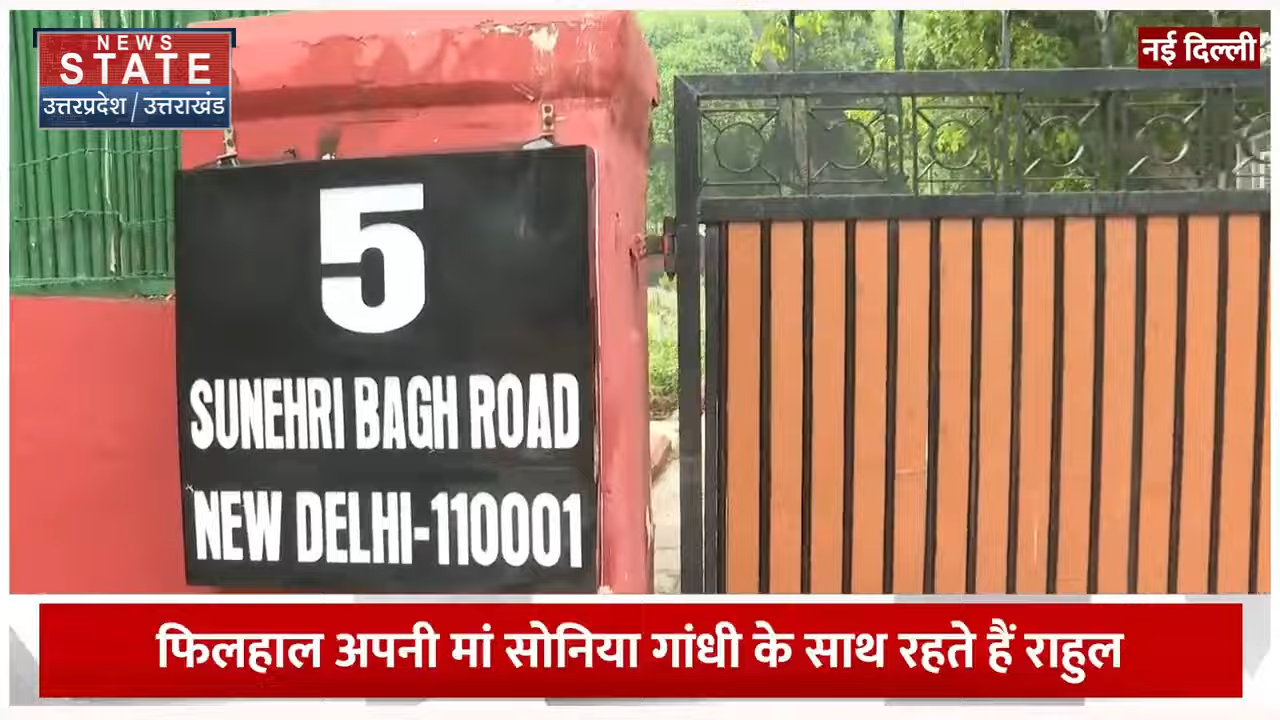 NEWS
STATE
उत्तरप्रदेश / उत्तराखंड
नई दिल्ली
5
SUNEHRI BAGH ROAD
NEW DELHI-110001
फिलहाल अपनी मां सोनिया गांधी के साथ रहते हैं राहुल